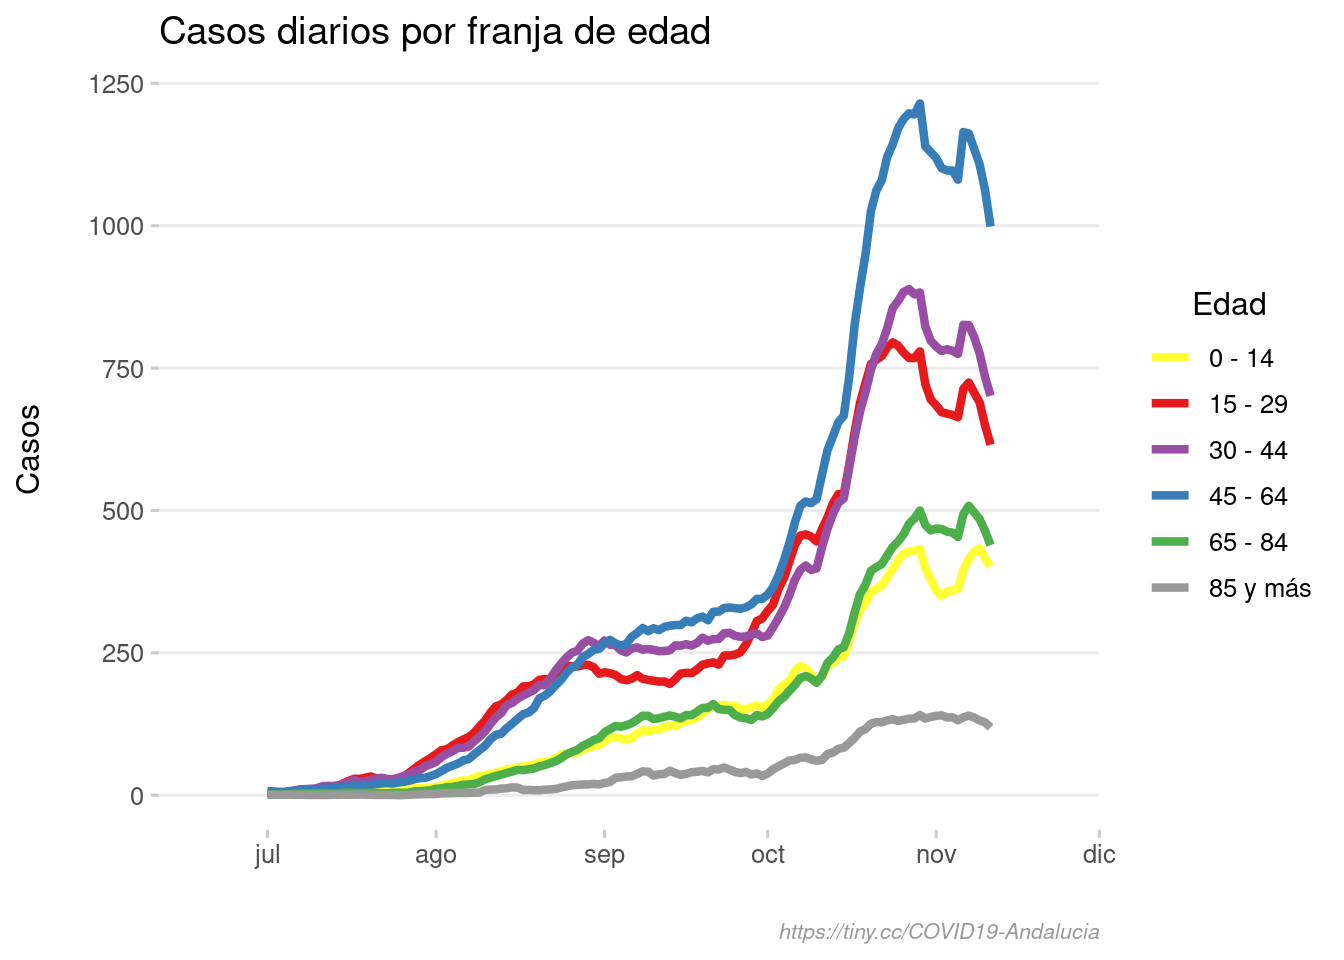 Casos diarios por franja de edad
1250
1000
750
500
250
0
Casos
jul ago sep oct nov dic
Edad
0 - 14
15 - 29
30 - 44
45 - 64
65 - 84
85 y más
https://tiny.cc/COVID19-Andalucia